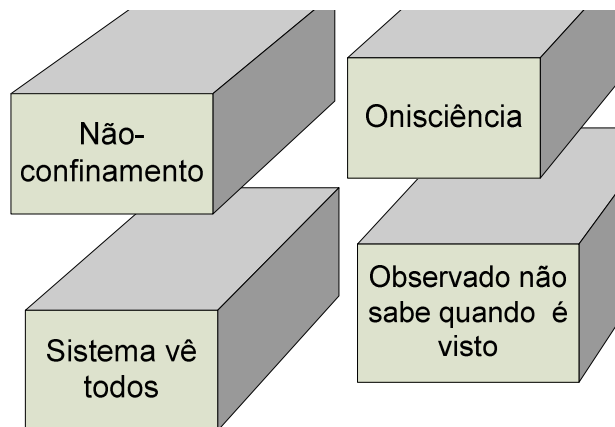 Não-
confinamento
Onisciência
Sistema vê
todos
Observado não
sabe quando é
visto